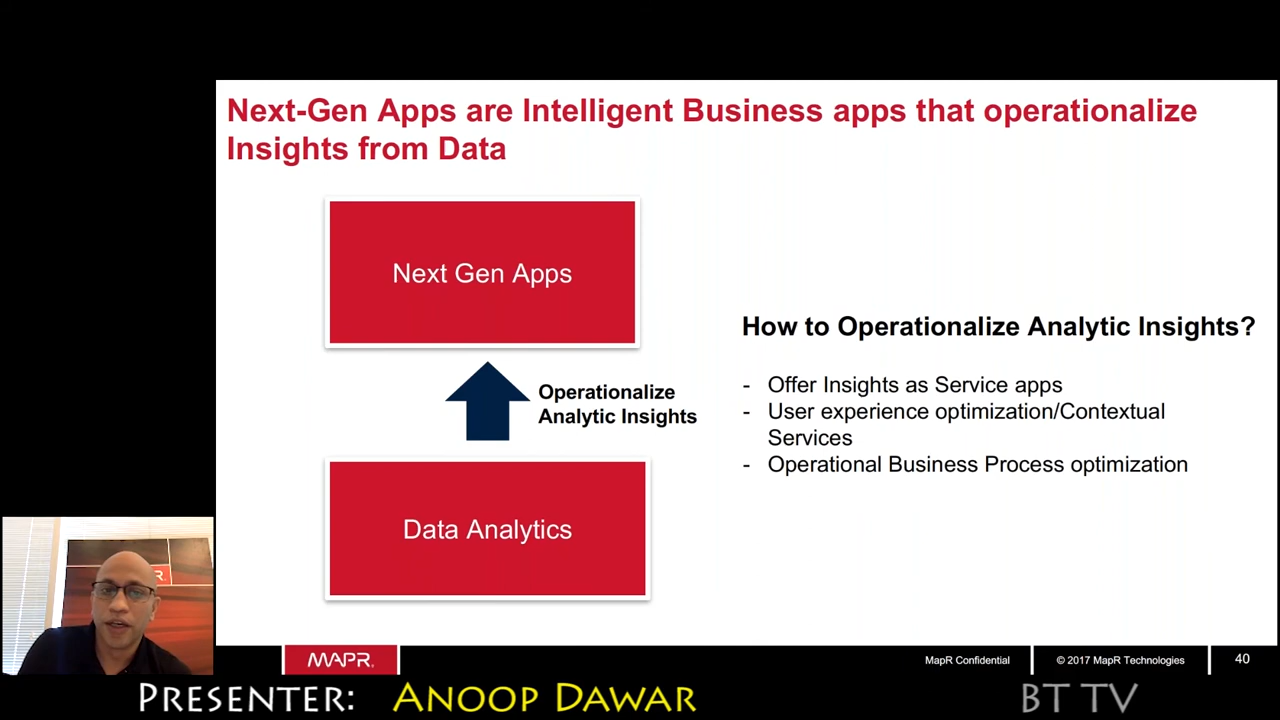 Next-Gen Apps are Intelligent Business apps that operationalize
Insights from Data
Next Gen Apps
Operationalize
Analytic Insights
Data Analytics
How to Operationalize Analytic Insights?
- Offer Insights as Service apps
- User experience optimization/Contextual
Services
- Operational Business Process optimization
R.
MAPR.
MapR Confidential
© 2017 MapR Technologies
40
PRESENTER: ANOOP DAWAR
BT TV